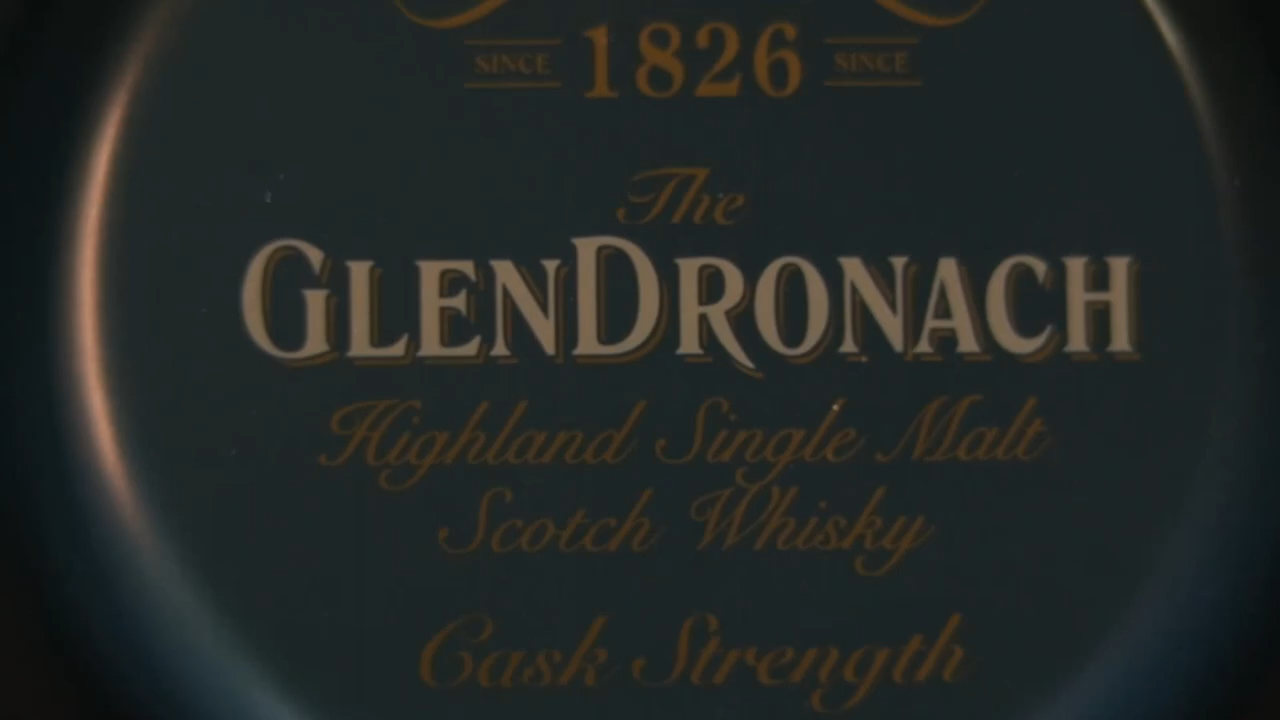 SINCE 1826 SINCE
The
GLENDRONACH
Highland Single Malt
Scotch Whisky
Cask Strength